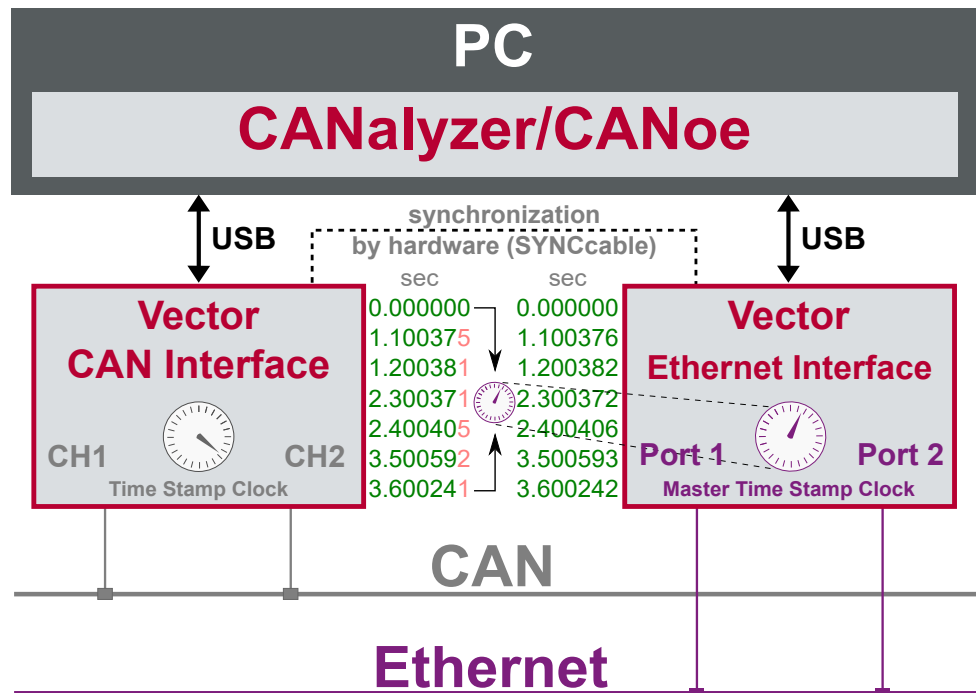 PC
CANalyzer/CANoe
USB
synchronization
by hardware (SYNCcable)
USB
Vector
CAN Interface
CH1
CH2
Time Stamp Clock
sec
0.000000
1.100375
1.200381
2.300371
2.400405
3.500592
3.600241
sec
0.000000
1.100376
1.200382
2.300372
2.400406
3.500593
3.600242
Vector
Ethernet Interface
Port 1
Port 2
Master Time Stamp Clock
CAN
Ethernet